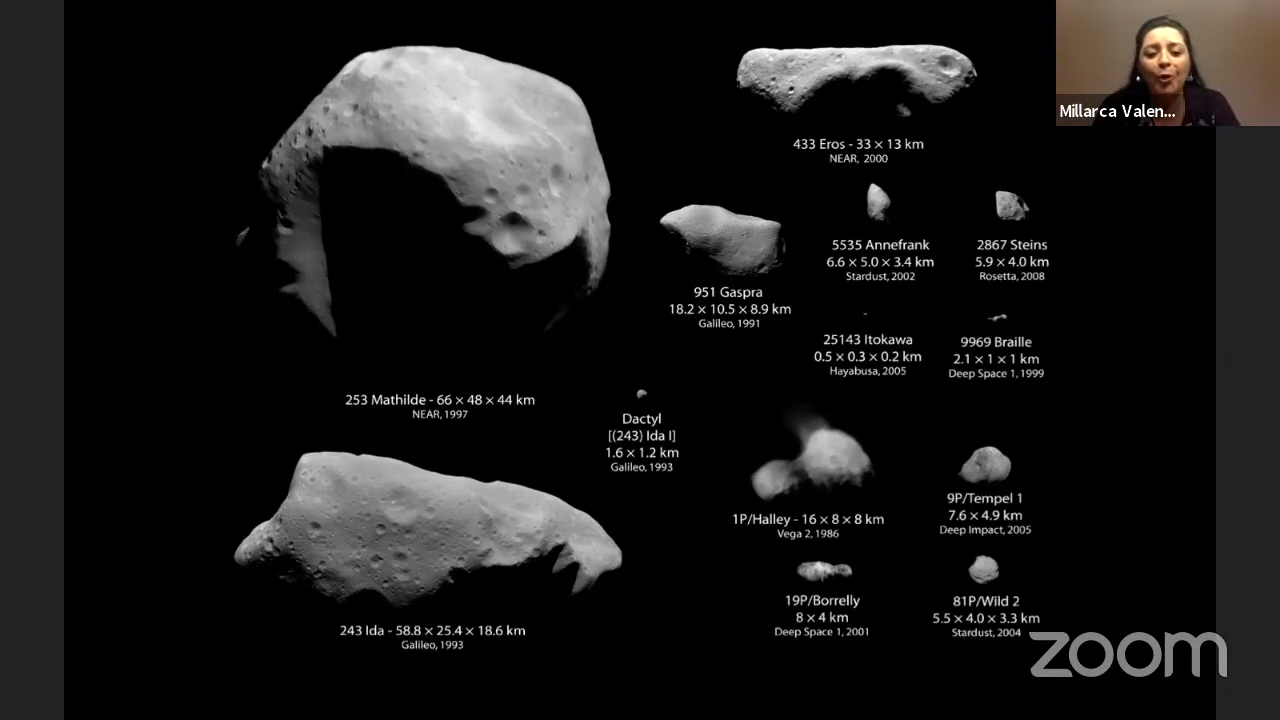 Millarca Valen...
433 Eros - 33 × 13 km
NEAR, 2000
5535 Annefrank
6.6 × 5.0 × 3.4 km
Stardust, 2002
2867 Steins
5.9 × 4.0 km
Rosetta, 2008
951 Gaspra
18.2 × 10.5 × 8.9 km
Galileo, 1991
25143 Itokawa
0.5 × 0.3 × 0.2 km
Hayabusa, 2005
9969 Braille
2.1 × 1 × 1 km
Deep Space 1, 1999
253 Mathilde - 66 × 48 × 44 km
NEAR, 1997
Dactyl
[(243) Ida I]
1.6 × 1.2 km
Galileo, 1993
1P/Halley - 16 × 8 × 8 km
Vega 2, 1986
9P/Tempel 1
7.6 × 4.9 km
Deep Impact, 2005
19P/Borrelly
8 × 4 km
Deep Space 1, 2001
81P/Wild 2
5.5 × 4.0 × 3.3 km
Stardust, 2004
243 Ida - 58.8 × 25.4 × 18.6 km
Galileo, 1993
zoom